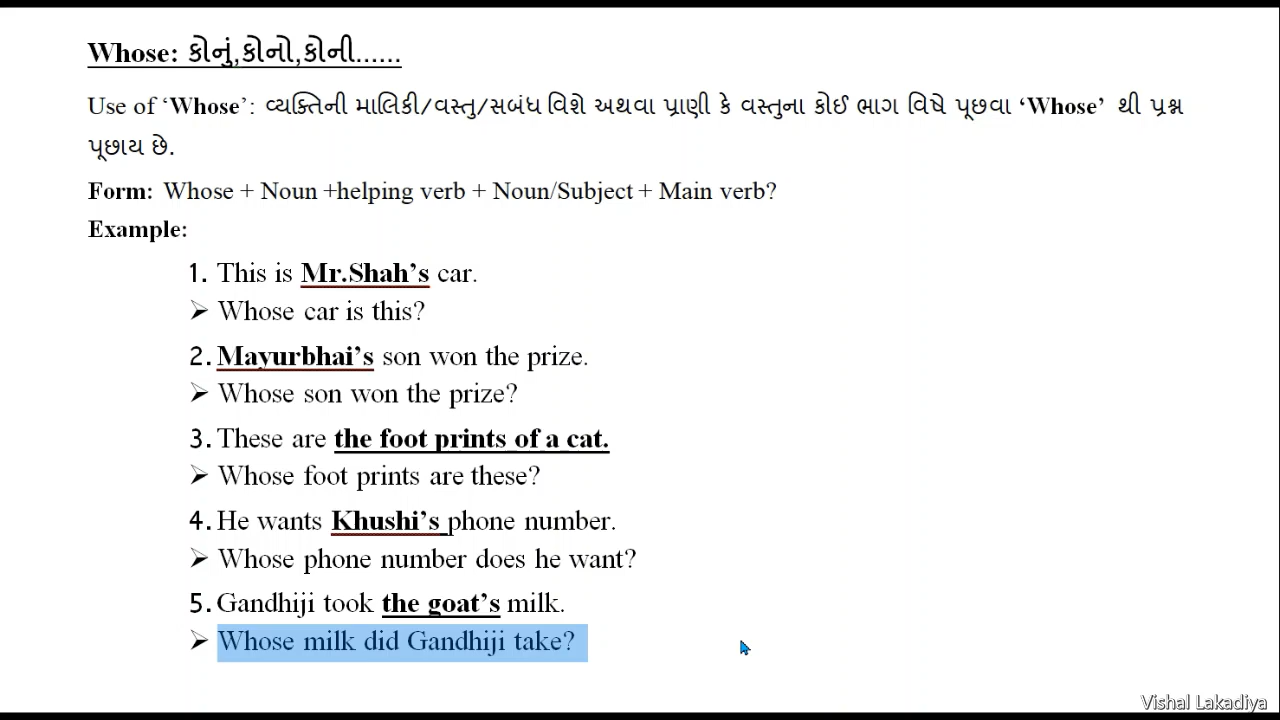 Whose: કોનું,કોનો,કોની......
Use of ‘Whose’: વ્યક્તિની માલિકી/વસ્તુ/સબંધ વિશે અથવા પ્રાણી કે વસ્તુના કોઈ ભાગ વિષે પૂછવા ‘Whose’ થી પ્રશ્ન
પૂછાય છે.
Form: Whose + Noun +helping verb + Noun/Subject + Main verb?
Example:
1. This is Mr.Shah’s car.
➢ Whose car is this?
2. Mayurbhai’s son won the prize.
➢ Whose son won the prize?
3. These are the foot prints of a cat.
➢ Whose foot prints are these?
4. He wants Khushi’s phone number.
➢ Whose phone number does he want?
5. Gandhiji took the goat’s milk.
➢ Whose milk did Gandhiji take?
Vishal Lakadiya